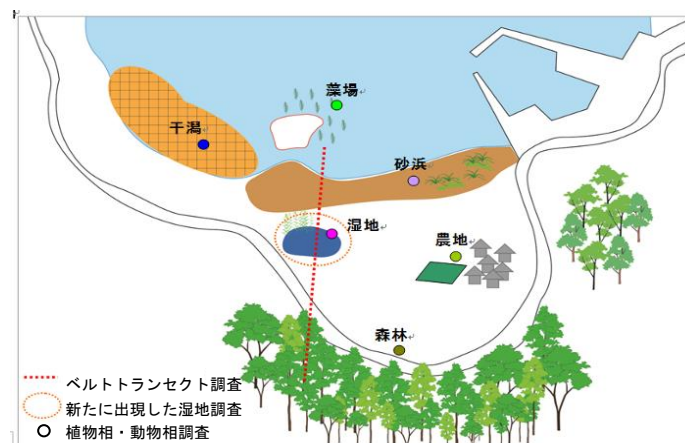 藻場
干潟
砂浜
湿地
農地
森林
ベルトトランセクト調査
新たに出現した湿地調査
植物相・動物相調査